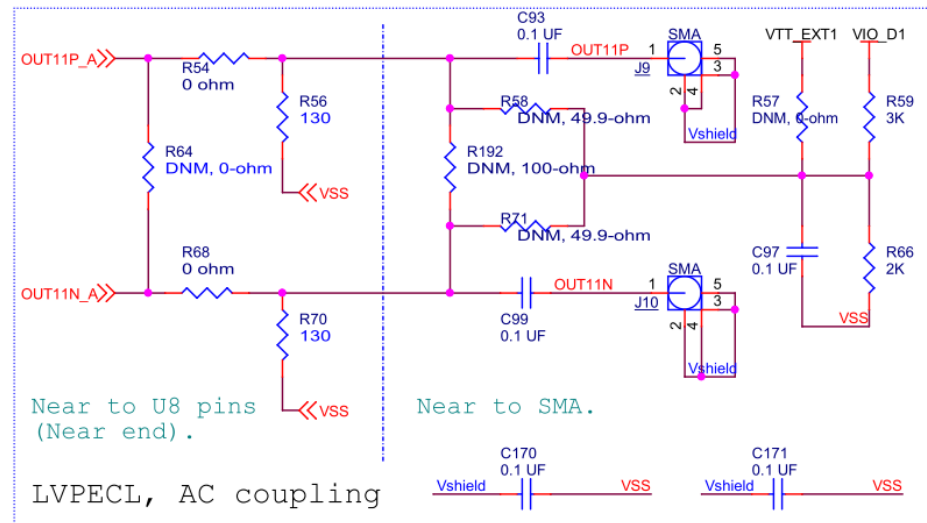 C93
0.1 UF
OUT11P
SMA
1
5
3
J9
2
4
Vshield
VTT_EXT1
VIO_D1
OUT11P_A
R54
0 ohm
R56
130
R58
DNM, 49.9-ohm
R57
DNM, 0-ohm
R59
3K
R64
DNM, 0-ohm
R192
DNM, 100-ohm
VSS
R71
DNM, 49.9-ohm
R68
0 ohm
C97
0.1 UF
R66
2K
OUT11N_A
OUT11N
SMA
1
5
3
J10
2
4
Vshield
VSS
R70
130
C99
0.1 UF
VSS
Near to U8 pins
(Near end).
Near to SMA.
LVPECL, AC coupling
C170
0.1 UF
Vshield
VSS
C171
0.1 UF
Vshield
VSS